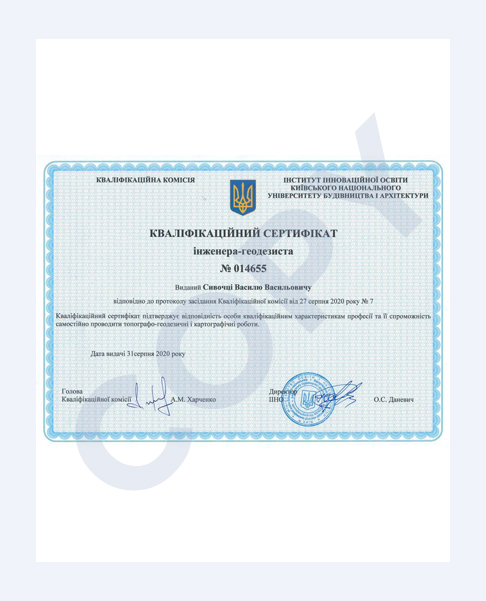 КВАЛІФІКАЦІЙНА КОМІСІЯ
ІНСТИТУТ ІННОВАЦІЙНОЇ ОСВІТИ
КИЇВСЬКОГО НАЦІОНАЛЬНОГО
УНІВЕРСИТЕТУ БУДІВНИЦТВА І АРХІТЕКТУРИ
КВАЛІФІКАЦІЙНИЙ СЕРТИФІКАТ
інженера-геодезиста
№ 014655
Виданий Сивочці Василю Васильовичу
відповідно до протоколу засідання Кваліфікаційної комісії від 27 серпня 2020 року № 7
Кваліфікаційний сертифікат підтверджує відповідність особи кваліфікаційним характеристикам професії та її спроможність
самостійно проводити топографо-геодезичні і картографічні роботи.
Дата видачі 31серпня 2020 року
Голова
Кваліфікаційної комісії А.М. Харченко
Директор
ІІНО О.С. Даневич
COPY